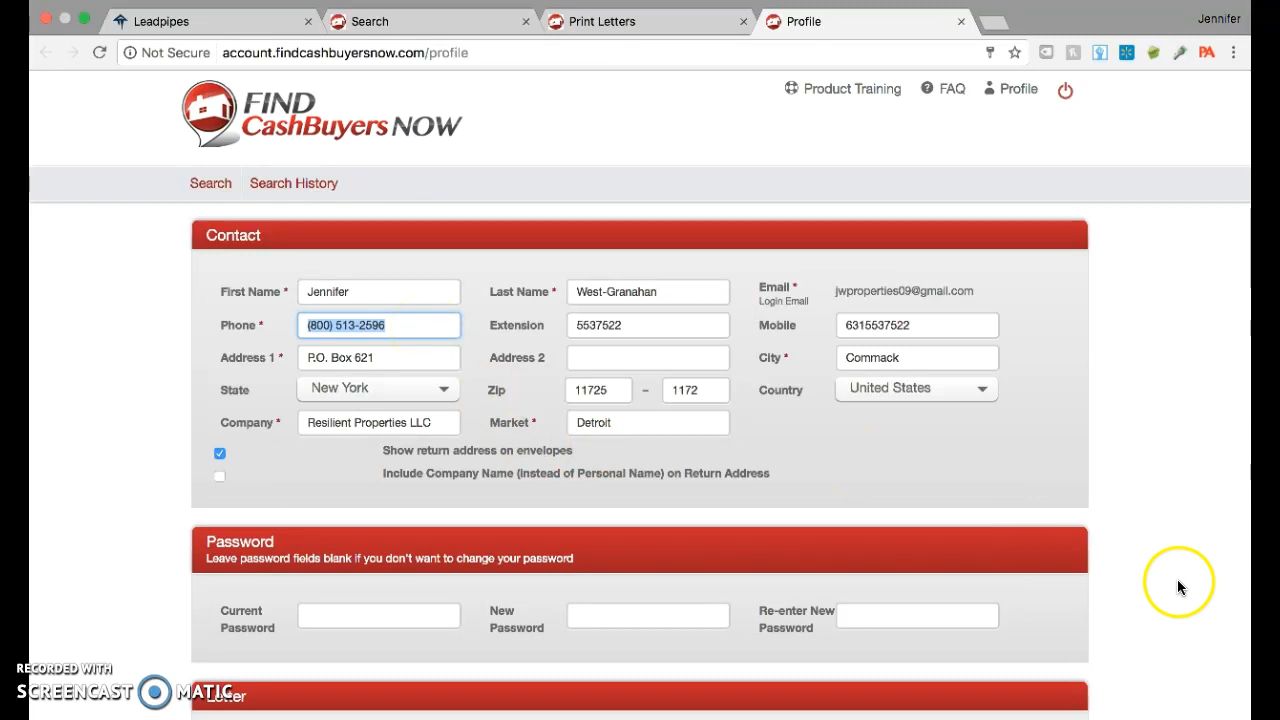 Leadpipes Search Print Letters Profile Jennifer
Not Secure account.findcashbuyersnow.com/profile PA
FIND
CashBuyers NOW
Product Training FAQ Profile
Search Search History
Contact
First Name * Jennifer Last Name * West-Granahan Email * jwproperties09@gmail.com
Login Email
Phone * (800) 513-2596 Extension 5537522 Mobile 6315537522
Address 1 * P.O. Box 621 Address 2 City * Commack
State New York Zip 11725 – 1172 Country United States
Company * Resilient Properties LLC Market * Detroit
Show return address on envelopes
Include Company Name (Instead of Personal Name) on Return Address
Password
Leave password fields blank if you don't want to change your password
Current Password New Password Re-enter New Password
RECORDED WITH
SCREENCAST MATIC
Letter